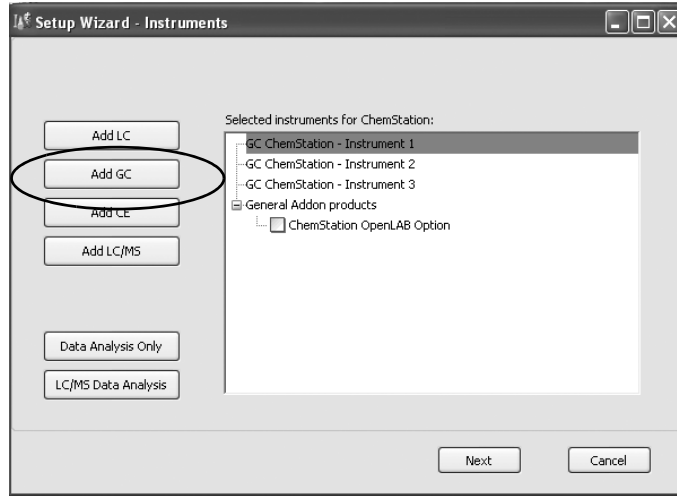 Setup Wizard - Instruments
Selected instruments for ChemStation:
Add LC
Add GC
Add CE
Add LC/MS
Data Analysis Only
LC/MS Data Analysis
GC ChemStation - Instrument 1
GC ChemStation - Instrument 2
GC ChemStation - Instrument 3
General Addon products
ChemStation OpenLAB Option
Next
Cancel